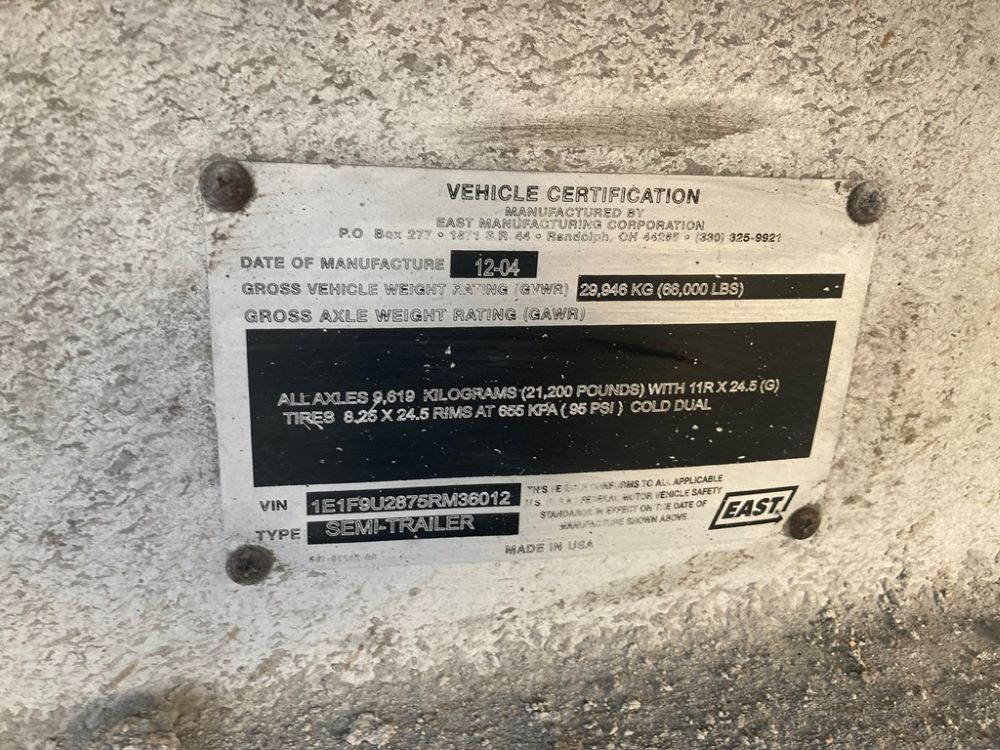 VEHICLE CERTIFICATION
MANUFACTURED BY
EAST MANUFACTURING CORPORATION
P.O. Box 277 • 1871 S.R. 44 • Randolph, OH 44265 • (330) 325-9921
DATE OF MANUFACTURE 12-04
GROSS VEHICLE WEIGHT RATING (GVWR) 29,946 KG (66,000 LBS)
GROSS AXLE WEIGHT RATING (GAWR)
ALL AXLES 9,619 KILOGRAMS (21,200 POUNDS) WITH 11R X 24.5 (G)
TIRES 8.25 X 24.5 RIMS AT 655 KPA ( 95 PSI ) COLD DUAL
VIN 1E1F9U2875RM36012
TYPE SEMI-TRAILER
THIS VEHICLE CONFORMS TO ALL APPLICABLE
U.S.A. FEDERAL MOTOR VEHICLE SAFETY
STANDARDS IN EFFECT ON THE DATE OF
MANUFACTURE SHOWN ABOVE
EAST
MADE IN USA